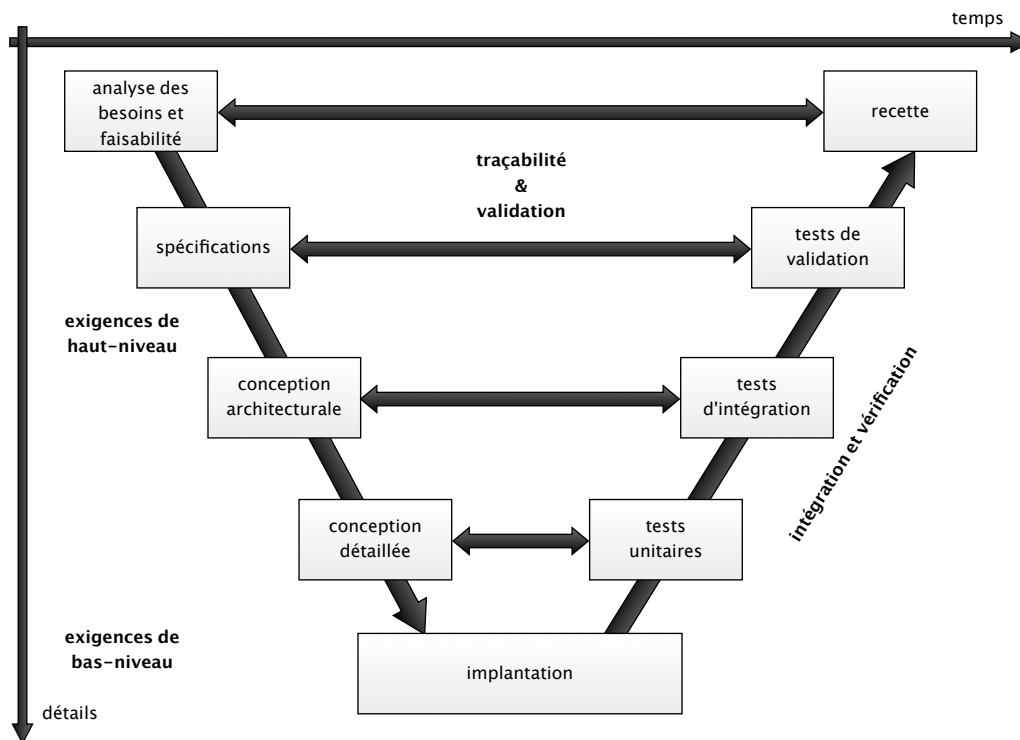 temps
analyse des
besoins et
faisabilité
recette
traçabilité
&
validation
spécifications
tests de
validation
exigences de
haut-niveau
conception
architecturale
tests
d'intégration
intégration et vérification
conception
détaillée
tests
unitaires
exigences de
bas-niveau
implantation
détails